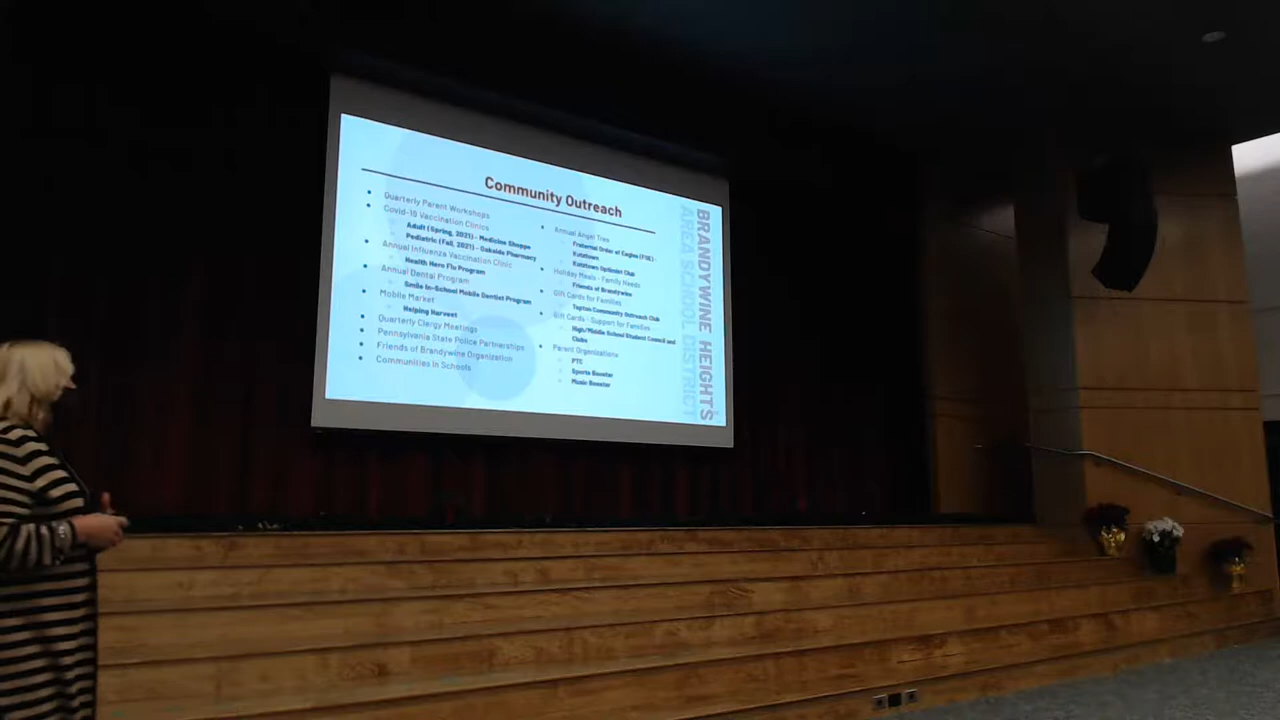 Community Outreach
Quarterly Parent Workshops
Covid-19 Vaccination Clinics
Adult (Spring, 2021) - Medicine Shoppe
Pediatric (Fall, 2021) - Oakside Pharmacy
Annual Influenza Vaccination Clinic
Health Hero Flu Program
Annual Dental Program
Smile In-School Mobile Dentist Program
Mobile Market
Helping Harvest
Quarterly Clergy Meetings
Pennsylvania State Police Partnerships
Friends of Brandywine Organization
Communities In Schools
Annual Angel Tree
Fraternal Order of Eagles (FOE) -
Kutztown
Kutztown Optimist Club
Holiday Meals - Family Needs
Friends of Brandywine
Gift Cards for Families
Topton Community Outreach Club
Gift Cards - Support for Families
High/Middle School Student Council and
Clubs
Parent Organizations
PTC
Sports Booster
Music Booster
BRANDYWINE HEIGHTS
AREA SCHOOL DISTRICT